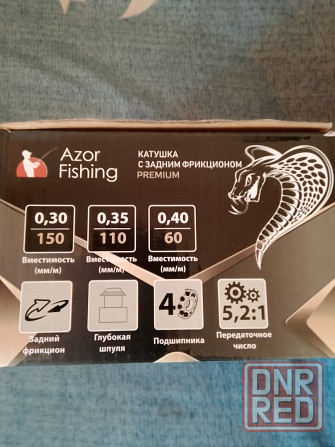 Azor
Fishing
КАТУШКА
С ЗАДНИМ ФРИКЦИОНОМ
PREMIUM
0,30
150
0,35
110
0,40
60
Вместимость
(мм/м)
Вместимость
(мм/м)
Вместимость
(мм/м)
4
5,2:1
Задний
фрикцион
Глубокая
шпуля
Подшипника
Передаточное
число
DNR
RED